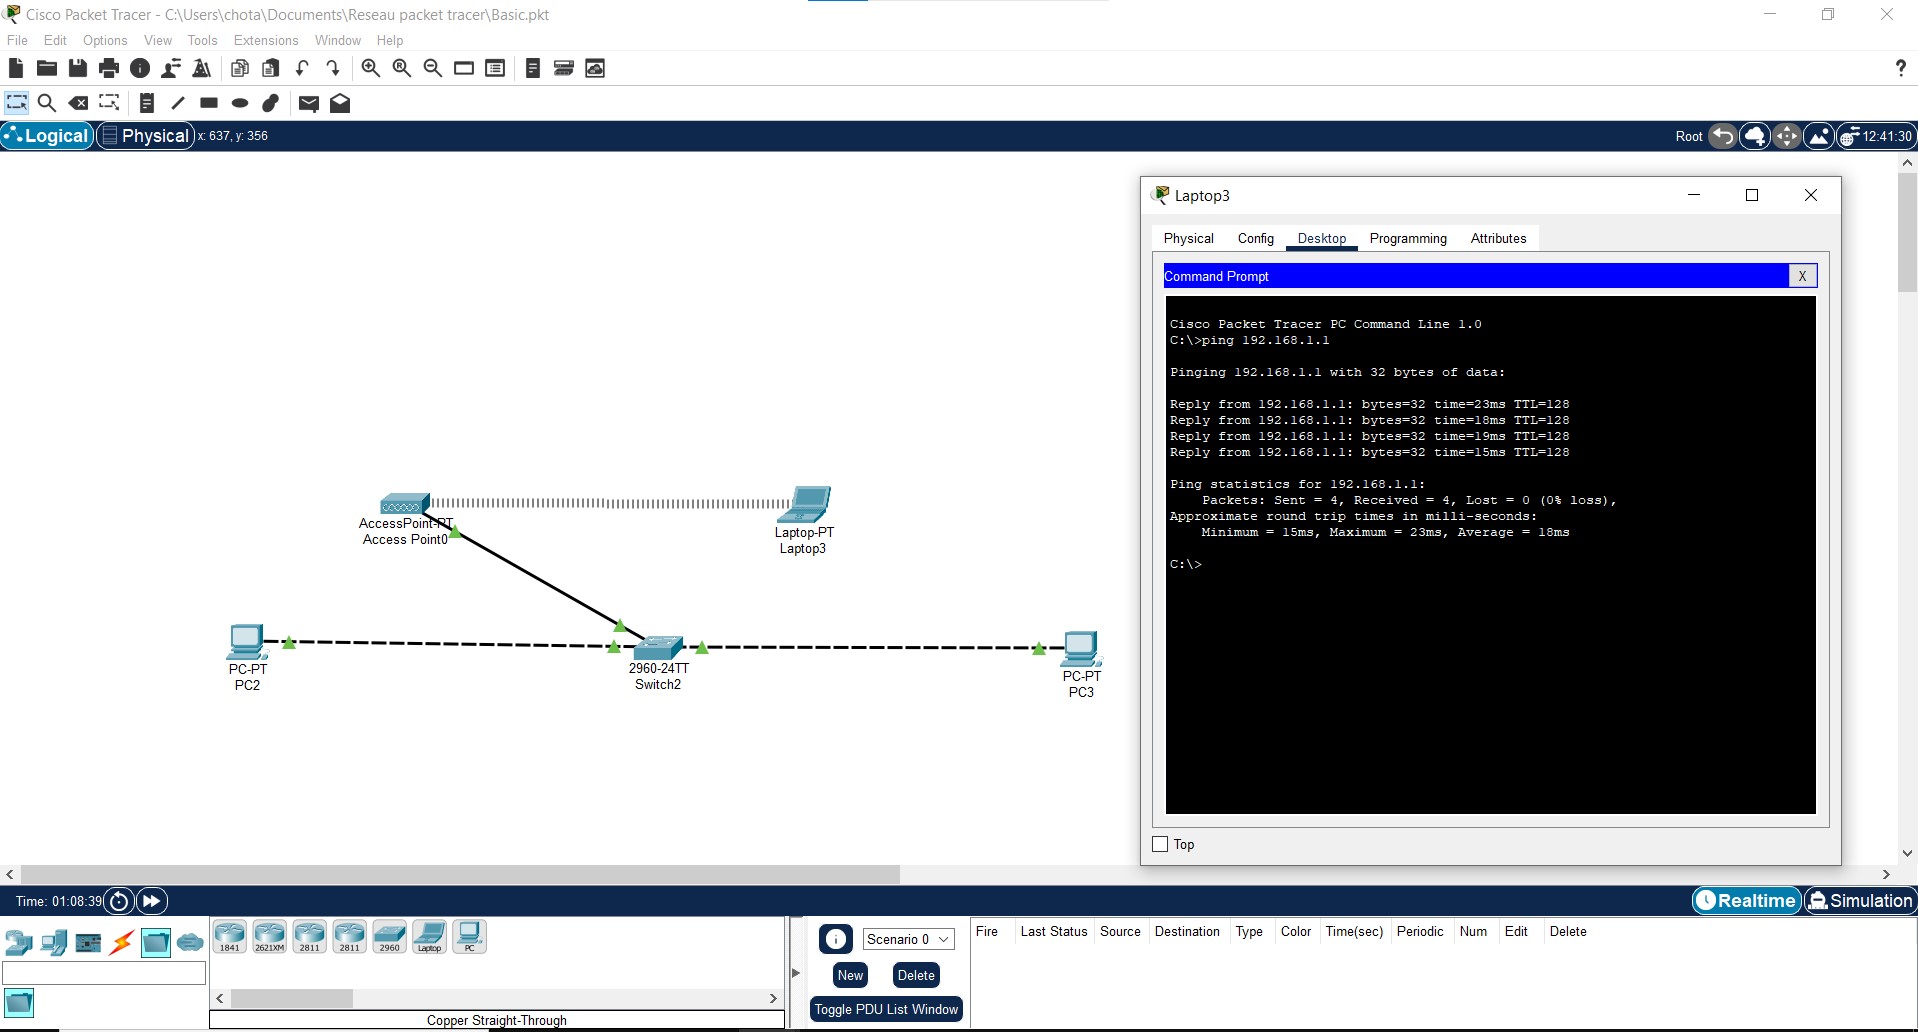 Cisco Packet Tracer - C:\Users\chota\Documents\Reseau packet tracer\Basic.pkt
File Edit Options View Tools Extensions Window Help
?
Logical Physical x: 637, y: 356 Root 12:41:30
Laptop3
Physical Config Desktop Programming Attributes
Command Prompt X
Cisco Packet Tracer PC Command Line 1.0
C:\>ping 192.168.1.1
Pinging 192.168.1.1 with 32 bytes of data:
Reply from 192.168.1.1: bytes=32 time=23ms TTL=128
Reply from 192.168.1.1: bytes=32 time=18ms TTL=128
Reply from 192.168.1.1: bytes=32 time=19ms TTL=128
Reply from 192.168.1.1: bytes=32 time=15ms TTL=128
Ping statistics for 192.168.1.1:
Packets: Sent = 4, Received = 4, Lost = 0 (0% loss),
Approximate round trip times in milli-seconds:
Minimum = 15ms, Maximum = 23ms, Average = 18ms
C:\>
Top
AccessPoint-PT
Access Point0
Laptop-PT
Laptop3
PC-PT
PC2
2960-24TT
Switch2
PC-PT
PC3
Time: 01:08:39 Realtime Simulation
1841 2621XM 2811 2811 2960 Laptop PC
Copper Straight-Through
Scenario 0
New Delete
Toggle PDU List Window
Fire Last Status Source Destination Type Color Time(sec) Periodic Num Edit Delete